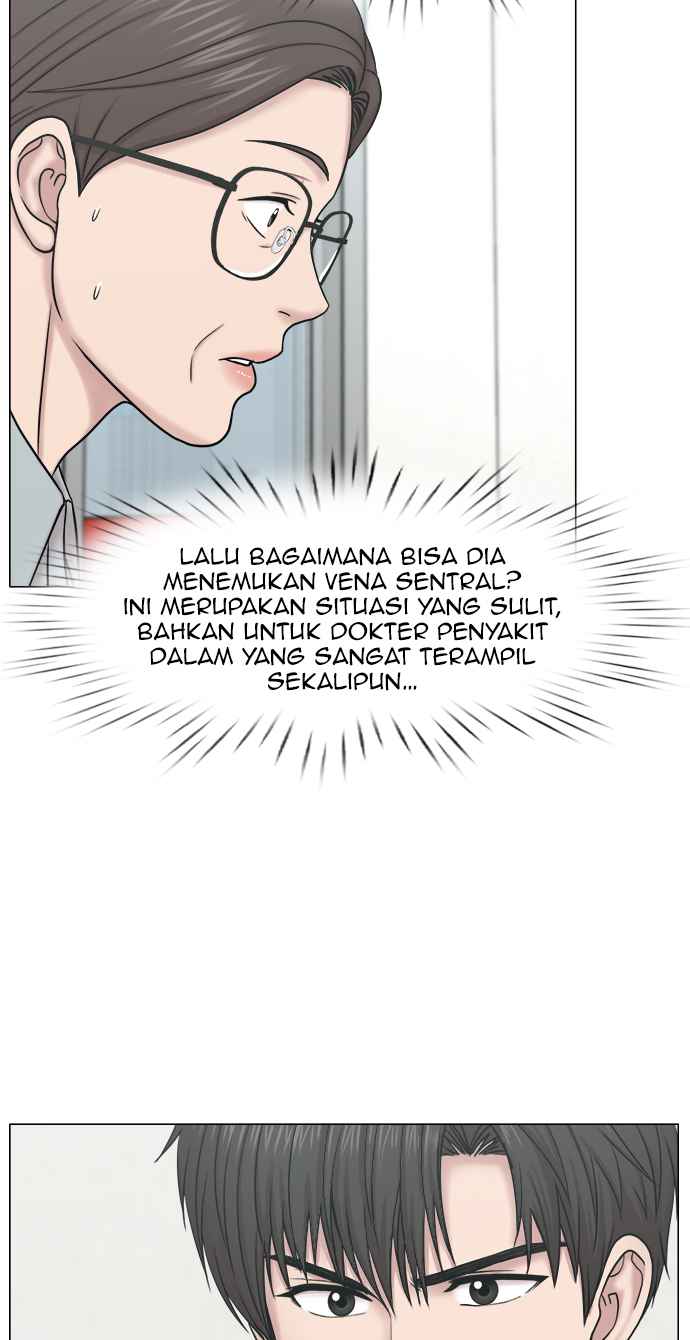 LALU BAGAIMANA BISA DIA
MENEMUKAN VENA SENTRAL?
INI MERUPAKAN SITUASI YANG SULIT,
BAHKAN UNTUK DOKTER PENYAKIT
DALAM YANG SANGAT TERAMPIL
SEKALIPUN...